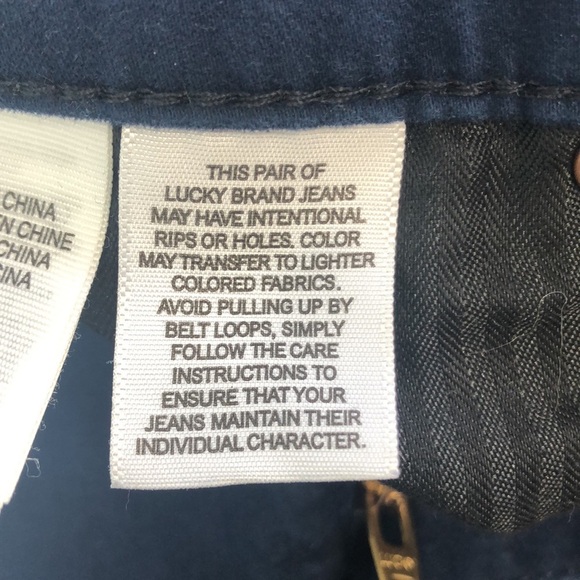 CHINA
EN CHINE
CHINA
CINA
THIS PAIR OF
LUCKY BRAND JEANS
MAY HAVE INTENTIONAL
RIPS OR HOLES. COLOR
MAY TRANSFER TO LIGHTER
COLORED FABRICS.
AVOID PULLING UP BY
BELT LOOPS, SIMPLY
FOLLOW THE CARE
INSTRUCTIONS TO
ENSURE THAT YOUR
JEANS MAINTAIN THEIR
INDIVIDUAL CHARACTER.